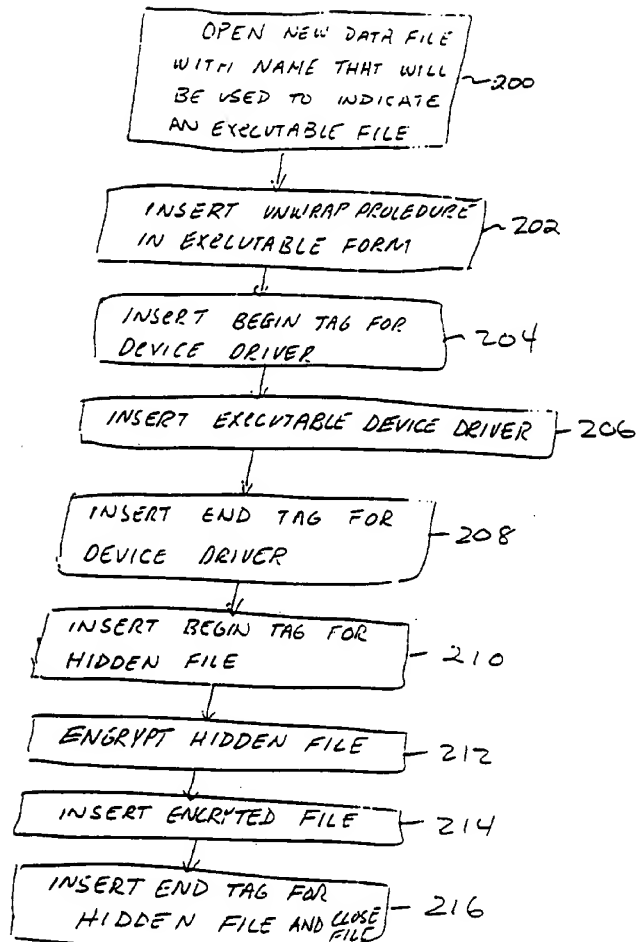 OPEN NEW DATA FILE
WITH NAME THAT WILL
BE USED TO INDICATE
AN EXECUTABLE FILE
200
INSERT UNWRAP PROCEDURE
IN EXECUTABLE FORM
202
INSERT BEGIN TAG FOR
DEVICE DRIVER
204
INSERT EXECUTABLE DEVICE DRIVER
206
INSERT END TAG FOR
DEVICE DRIVER
208
INSERT BEGIN TAG FOR
HIDDEN FILE
210
ENGRYPT HIDDEN FILE
212
INSERT ENCRYTED FILE
214
INSERT END TAG FOR
HIDDEN FILE AND CLOSE
FILE
216